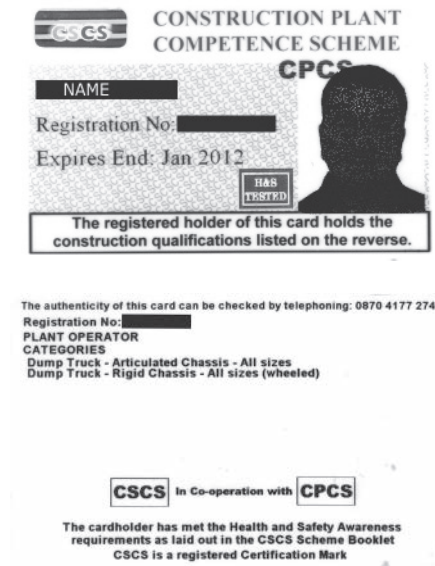 CSCS
CONSTRUCTION PLANT
COMPETENCE SCHEME
CPCS
NAME
Registration No:
Expires End: Jan 2012
H&S
TESTED
The registered holder of this card holds the
construction qualifications listed on the reverse.
The authenticity of this card can be checked by telephoning: 0870 4177 274
Registration No:
PLANT OPERATOR
CATEGORIES
Dump Truck - Articulated Chassis - All sizes
Dump Truck - Rigid Chassis - All sizes (wheeled)
CSCS In Co-operation with CPCS
The cardholder has met the Health and Safety Awareness
requirements as laid out in the CSCS Scheme Booklet
CSCS is a registered Certification Mark